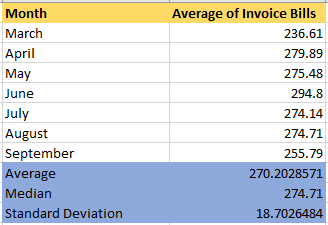 Month Average of Invoice Bills
March 236.61
April 279.89
May 275.48
June 294.8
July 274.14
August 274.71
September 255.79
Average 270.2028571
Median 274.71
Standard Deviation 18.7026484